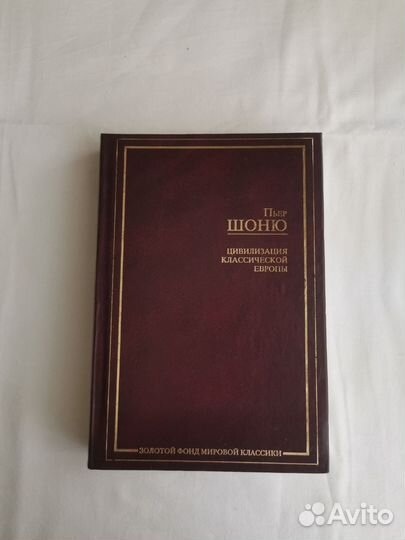 Пьер
ШОНЮ
ЦИВИЛИЗАЦИЯ
КЛАССИЧЕСКОЙ
ЕВРОПЫ
ЗОЛОТОЙ ФОНД МИРОВОЙ КЛАССИКИ
Avito